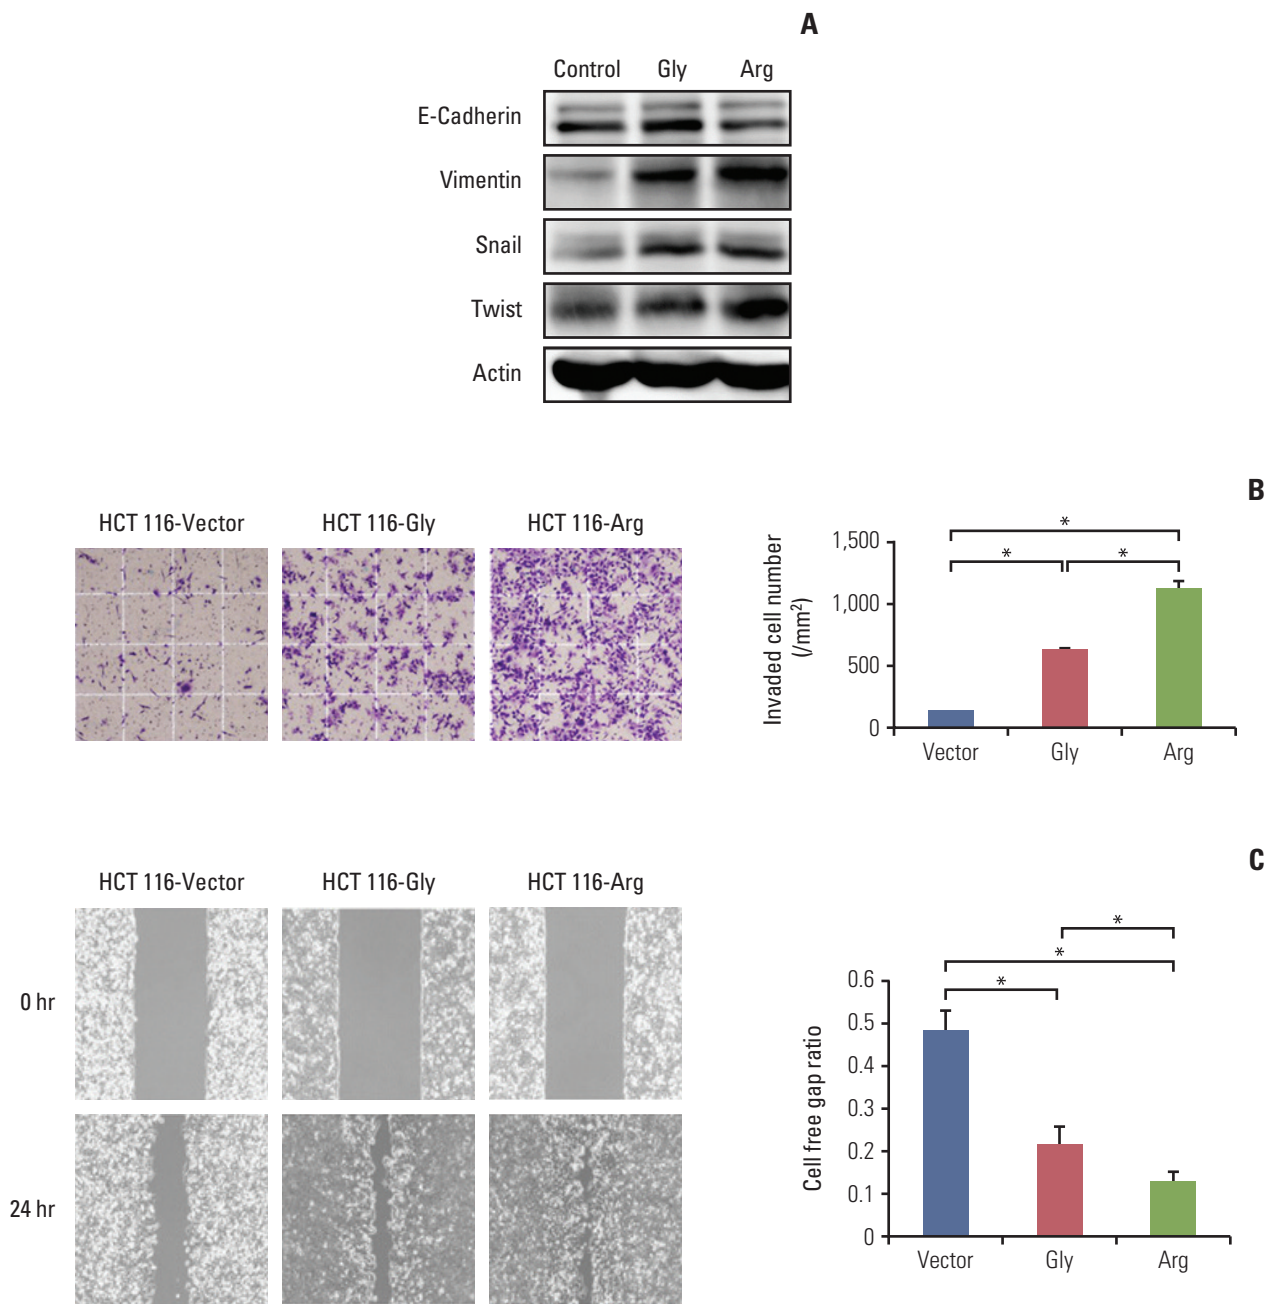 A
Control Gly Arg
E-Cadherin
Vimentin
Snail
Twist
Actin
B
HCT 116-Vector HCT 116-Gly HCT 116-Arg
Invaded cell number
(/mm²)
1,500
1,000
500
0
* 
* *
Vector Gly Arg
C
HCT 116-Vector HCT 116-Gly HCT 116-Arg
0 hr
24 hr
Cell free gap ratio
*
*
*
0.6
0.5
0.4
0.3
0.2
0.1
0
Vector Gly Arg